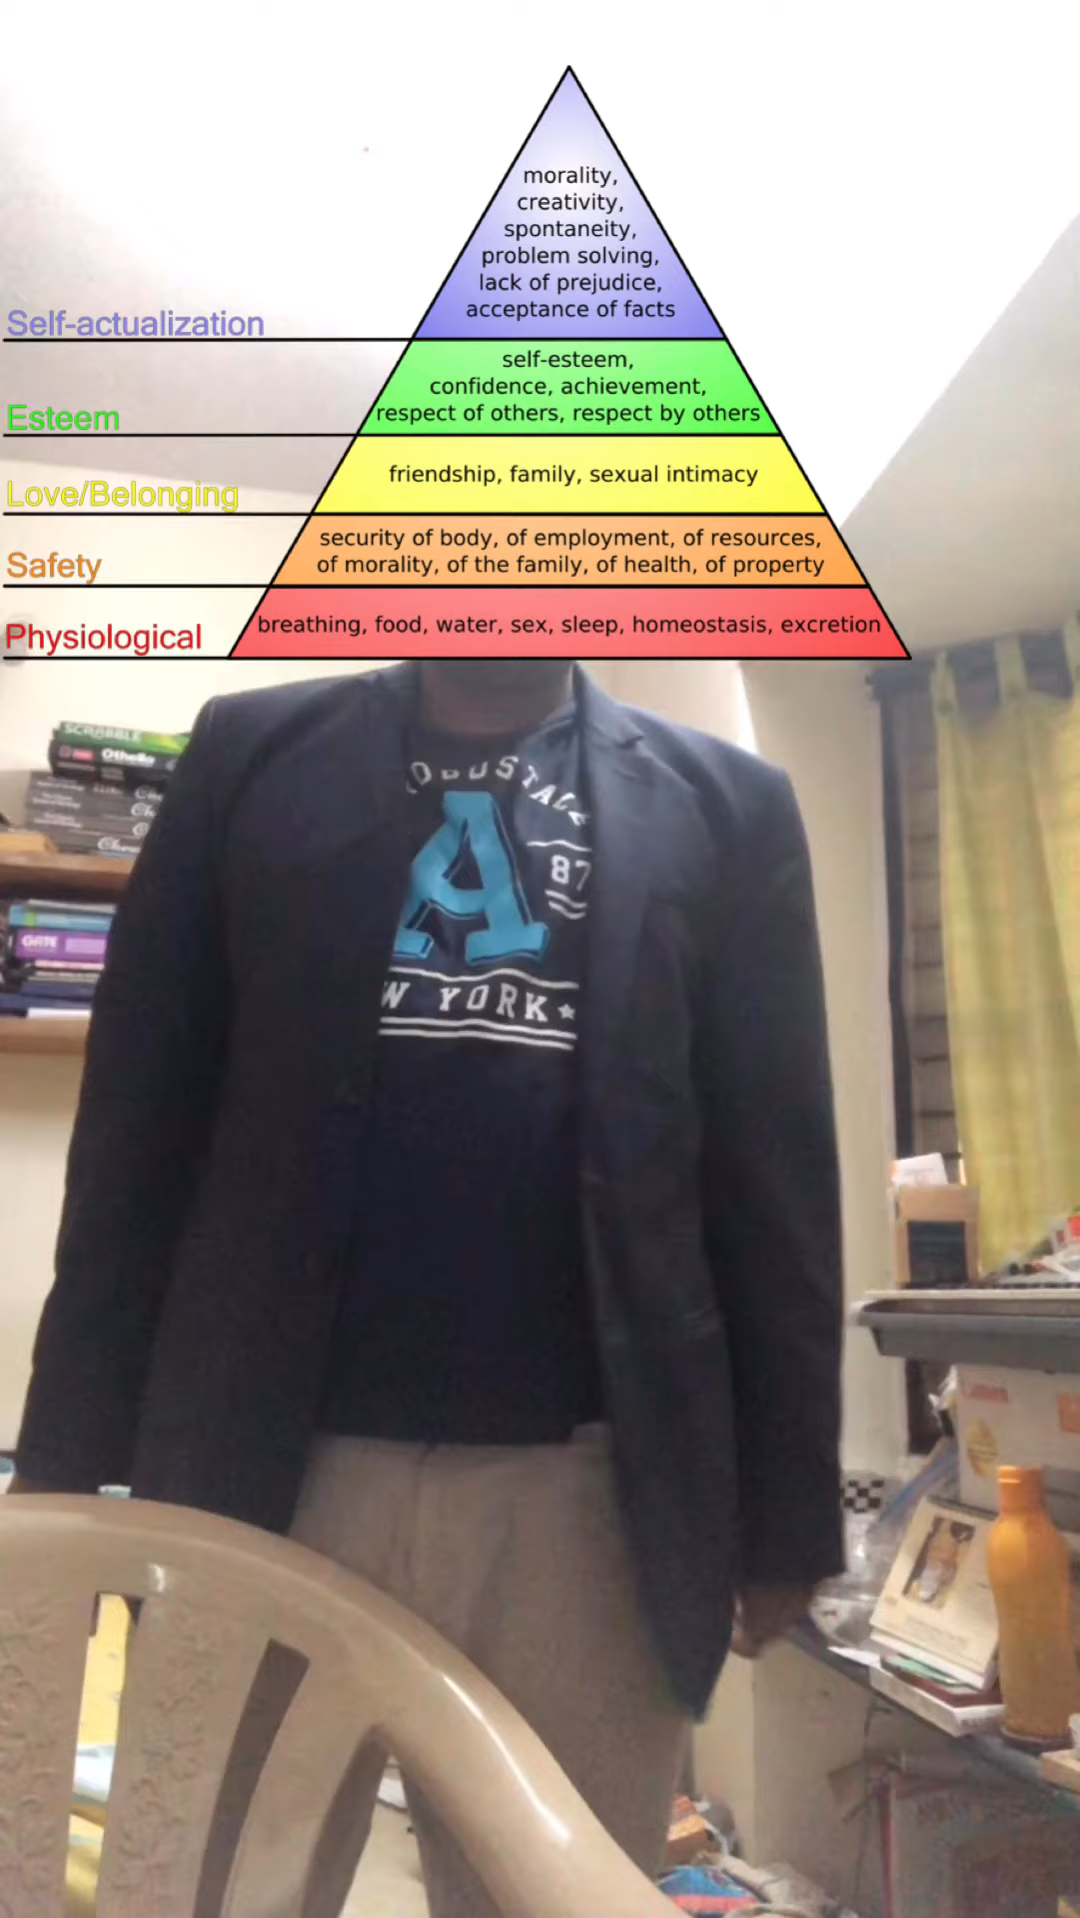 morality,
creativity,
spontaneity,
problem solving,
lack of prejudice,
acceptance of facts
Self-actualization
self-esteem,
confidence, achievement,
respect of others, respect by others
Esteem
friendship, family, sexual intimacy
Love/Belonging
security of body, of employment, of resources,
of morality, of the family, of health, of property
Safety
breathing, food, water, sex, sleep, homeostasis, excretion
Physiological
SCRABBLE
Othello
A
87
W YORK
GATE
Canon